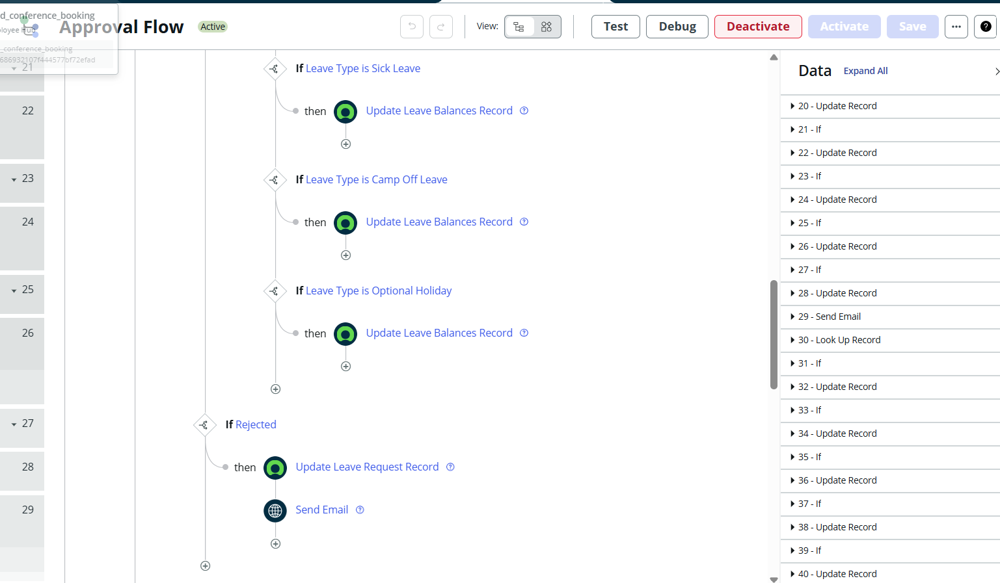 d_conference_booking
loyee Hub
_conference_booking
686932107f444577bf72efad
Approval Flow
Active
View:
Test
Debug
Deactivate
Activate
Save
21
If Leave Type is Sick Leave
22
then
Update Leave Balances Record
23
If Leave Type is Camp Off Leave
24
then
Update Leave Balances Record
25
If Leave Type is Optional Holiday
26
then
Update Leave Balances Record
27
If Rejected
28
then
Update Leave Request Record
29
Send Email
Data
Expand All
20 - Update Record
21 - If
22 - Update Record
23 - If
24 - Update Record
25 - If
26 - Update Record
27 - If
28 - Update Record
29 - Send Email
30 - Look Up Record
31 - If
32 - Update Record
33 - If
34 - Update Record
35 - If
36 - Update Record
37 - If
38 - Update Record
39 - If
40 - Update Record